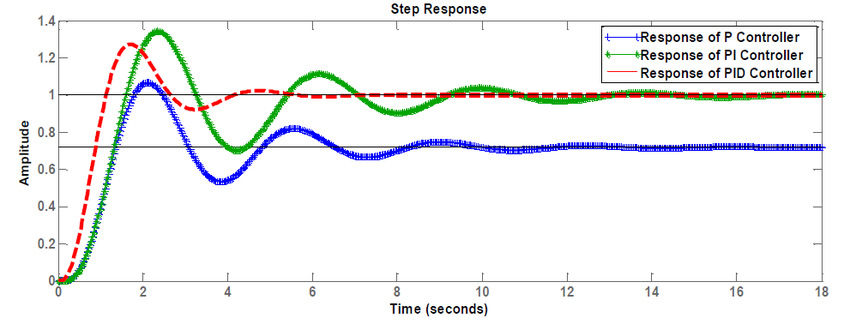 Step Response
1.4
1.2
1
0.8
0.6
0.4
0.2
0
Amplitude
Response of P Controller
Response of PI Controller
Response of PID Controller
0 2 4 6 8 10 12 14 16 18
Time (seconds)